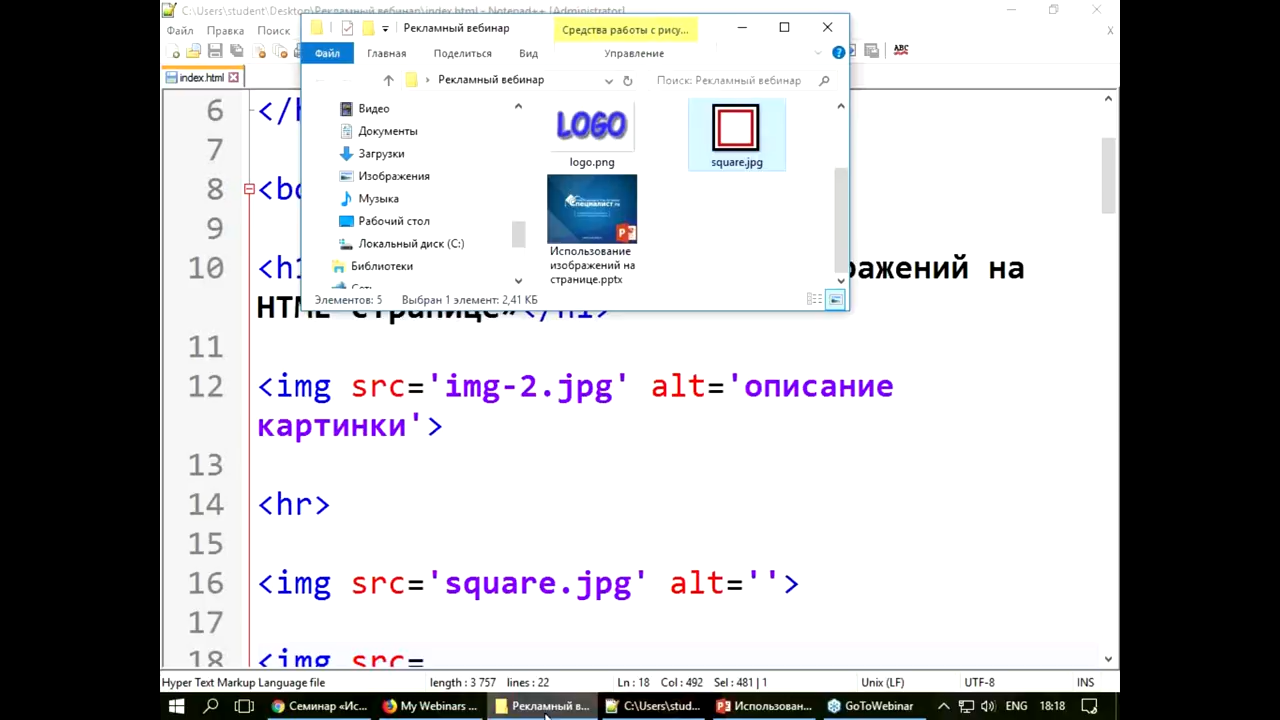 C:\Users\student\Desktop\Рекламный вебинар\index.html - Notepad++ [Administrator]
Файл Правка Поиск
Рекламный вебинар
Средства работы с рису...
Файл Главная Поделиться Вид Управление
Рекламный вебинар
Поиск: Рекламный вебинар
ABC
index.html
Видео
Документы
Загрузки
Изображения
Музыка
Рабочий стол
Локальный диск (C:)
Библиотеки
LOGO
logo.png
square.jpg
Специалист.ru
Использование
изображений на
странице.pptx
Элементов: 5 Выбран 1 элемент: 2,41 КБ
6 </h
7
8 <bo
9
10 <h1 ражений на
HTML странице»</h1>
11
12 <img src='img-2.jpg' alt='описание
картинки'>
13
14 <hr>
15
16 <img src='square.jpg' alt=''>
17
18 <img src=
Hyper Text Markup Language file length : 3 757 lines : 22 Ln : 18 Col : 492 Sel : 481 | 1 Unix (LF) UTF-8 INS
Семинар «Ис... My Webinars ... Рекламный в... C:\Users\stud... Использован... GoToWebinar ENG 18:18